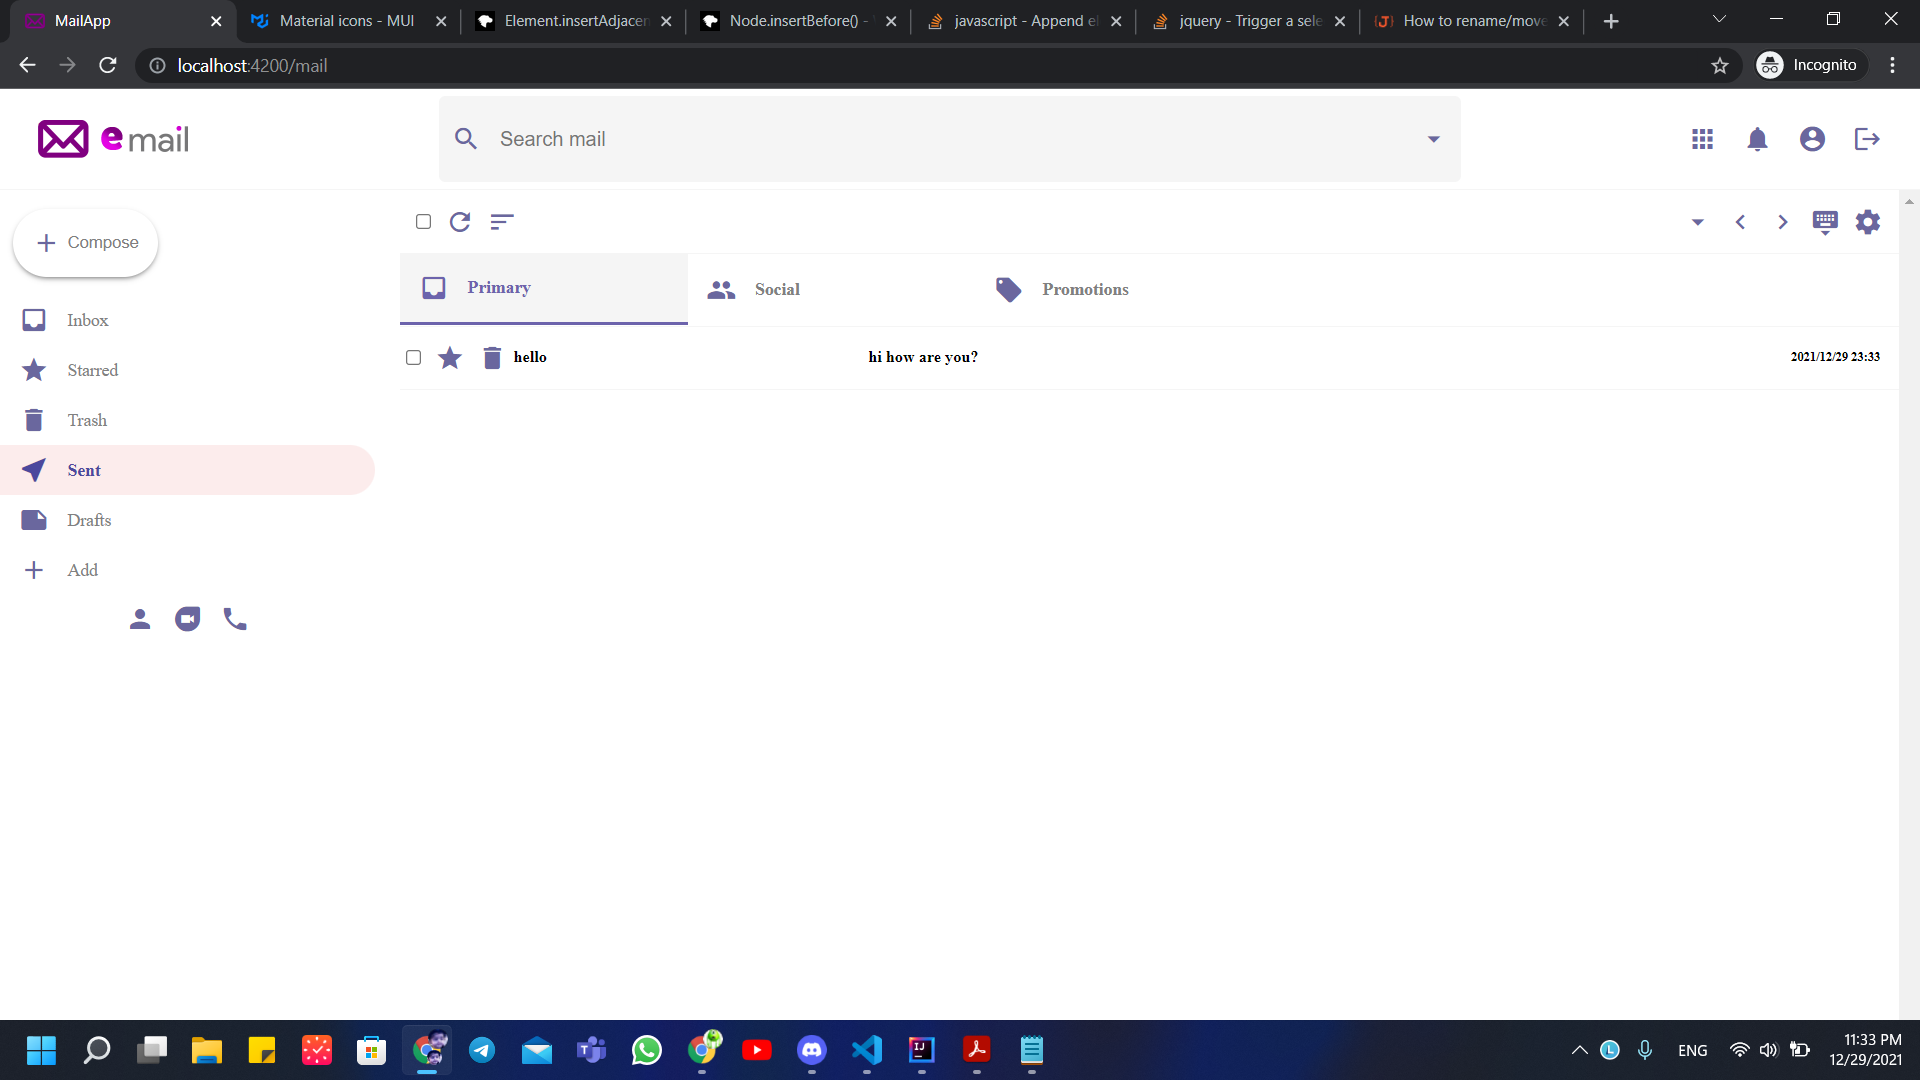 MailApp
Material icons - MUI
Element.insertAdjacen
Node.insertBefore() -
javascript - Append el
jquery - Trigger a sele
How to rename/move
localhost:4200/mail
Incognito
email
Search mail
Compose
Inbox
Starred
Trash
Sent
Drafts
Add
Primary
Social
Promotions
hello
hi how are you?
2021/12/29 23:33
ENG
11:33 PM
12/29/2021